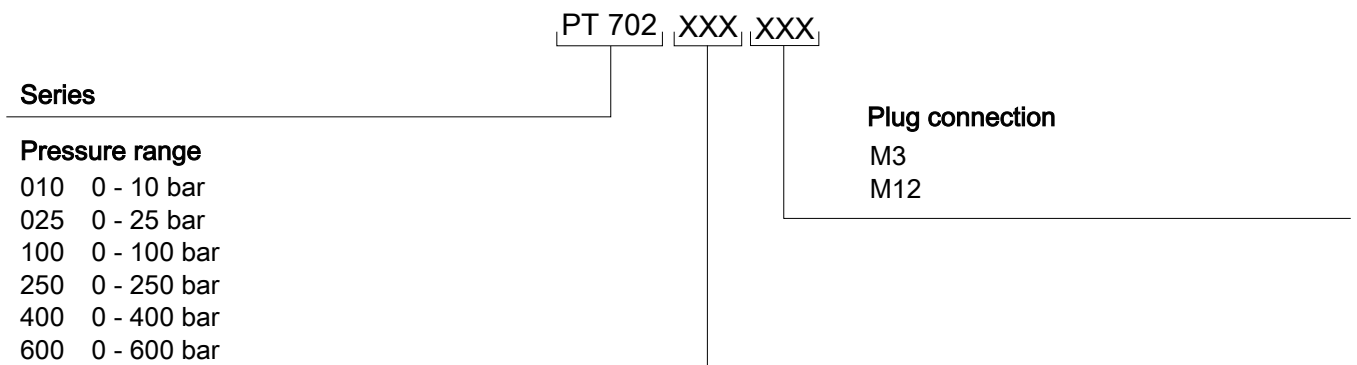 PT 702 XXX XXX
Series
Pressure range
010 0 - 10 bar
025 0 - 25 bar
100 0 - 100 bar
250 0 - 250 bar
400 0 - 400 bar
600 0 - 600 bar
Plug connection
M3
M12